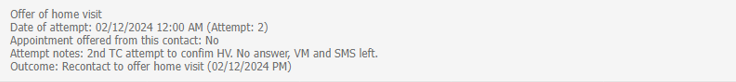 Offer of home visit
Date of attempt: 02/12/2024 12:00 AM (Attempt: 2)
Appointment offered from this contact: No
Attempt notes: 2nd TC attempt to confim HV. No answer, VM and SMS left.
Outcome: Recontact to offer home visit (02/12/2024 PM)